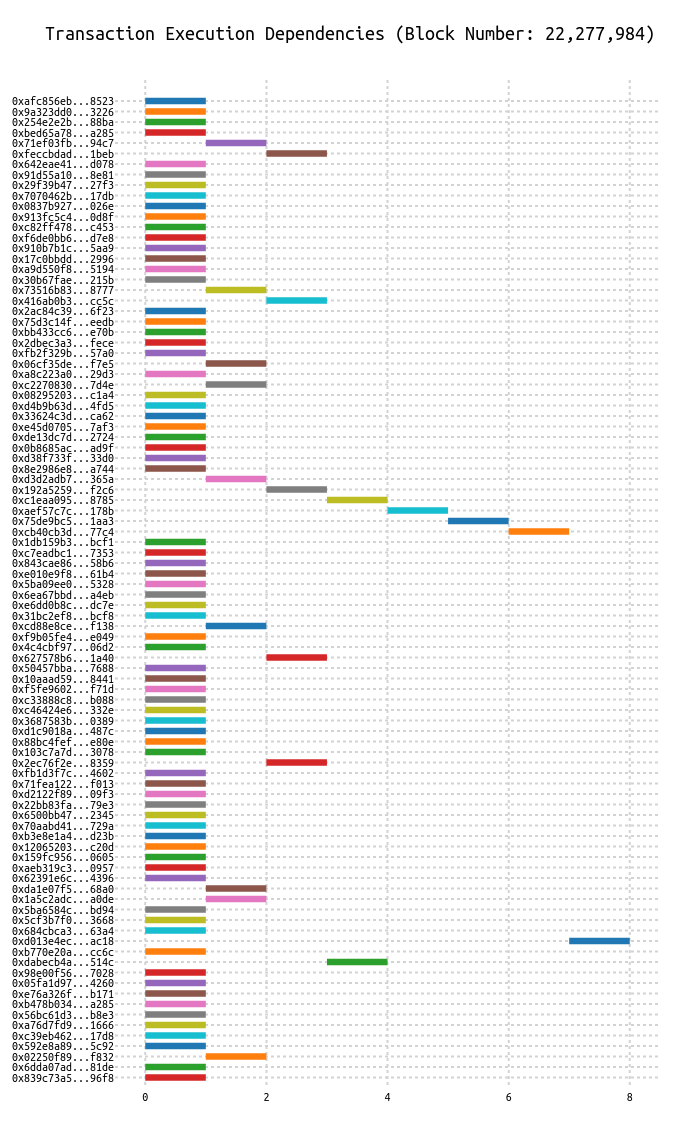 Transaction Execution Dependencies (Block Number: 22,277,984)
0xafc856eb...8523
0x9a323dd0...3226
0x254e2e2b...88ba
0xbed65a78...a285
0x71ef03fb...94c7
0xfeccbdad...1beb
0x642eae41...d078
0x91d55a10...8e81
0x29f39b47...27f3
0x7070462b...17db
0x0837b927...026e
0x913fc5c4...0d8f
0xc82ff478...c453
0xf6de0bb6...d7e8
0x910b7b1c...5aa9
0x17c0bbdd...2996
0xa9d550f8...5194
0x30b67fae...215b
0x73516b83...8777
0x416ab0b3...cc5c
0x2ac84c39...6f23
0x75d3c14f...eedb
0xbb433cc6...e70b
0x2dbec3a3...fece
0xfb2f329b...57a0
0x06cf35de...f7e5
0xa8c223a0...29d3
0xc2270830...7d4e
0x08295203...c1a4
0xd4b9b63d...4fd5
0x33624c3d...ca62
0xe45d0705...7af3
0xde13dc7d...2724
0x0b8685ac...ad9f
0xd38f733f...33d0
0x8e2986e8...a744
0xd3d2adb7...365a
0x192a5259...f2c6
0xc1eaa095...8785
0xaef57c7c...178b
0x75de9bc5...1aa3
0xcb40cb3d...77c4
0x1db159b3...bcf1
0xc7eadbc1...7353
0x843cae86...58b6
0xe010e9f8...61b4
0x5ba09ee0...5328
0x6ea67bbd...a4eb
0xe6dd0b8c...dc7e
0x31bc2ef8...bcf8
0xcd88e8ce...f138
0xf9b05fe4...e049
0x4c4cbf97...06d2
0x627578b6...1a40
0x50457bba...7688
0x10aaad59...8441
0xf5fe9602...f71d
0xc33888c8...b088
0xc46424e6...332e
0x3687583b...0389
0xd1c9018a...487c
0x88bc4fef...e80e
0x103c7a7d...3078
0x2ec76f2e...8359
0xfb1d3f7c...4602
0x71fea122...f013
0xd2122f89...09f3
0x22bb83fa...79e3
0x6500bb47...2345
0x70aabd41...729a
0xb3e8e1a4...d23b
0x12065203...c20d
0x159fc956...0605
0xaeb319c3...0957
0x62391e6c...4396
0xda1e07f5...68a0
0x1a5c2adc...a0de
0x5ba6584c...bd94
0x5cf3b7f0...3668
0x684cbca3...63a4
0xd013e4ec...ac18
0xb770e20a...cc6c
0xdabecb4a...514c
0x98e00f56...7028
0x05fa1d97...4260
0xe76a326f...b171
0xb478b034...a285
0x56bc61d3...b8e3
0xa76d7fd9...1666
0xc39eb462...17d8
0x592e8a89...5c92
0x02250f89...f832
0x6dda07ad...81de
0x839c73a5...96f8
0 2 4 6 8